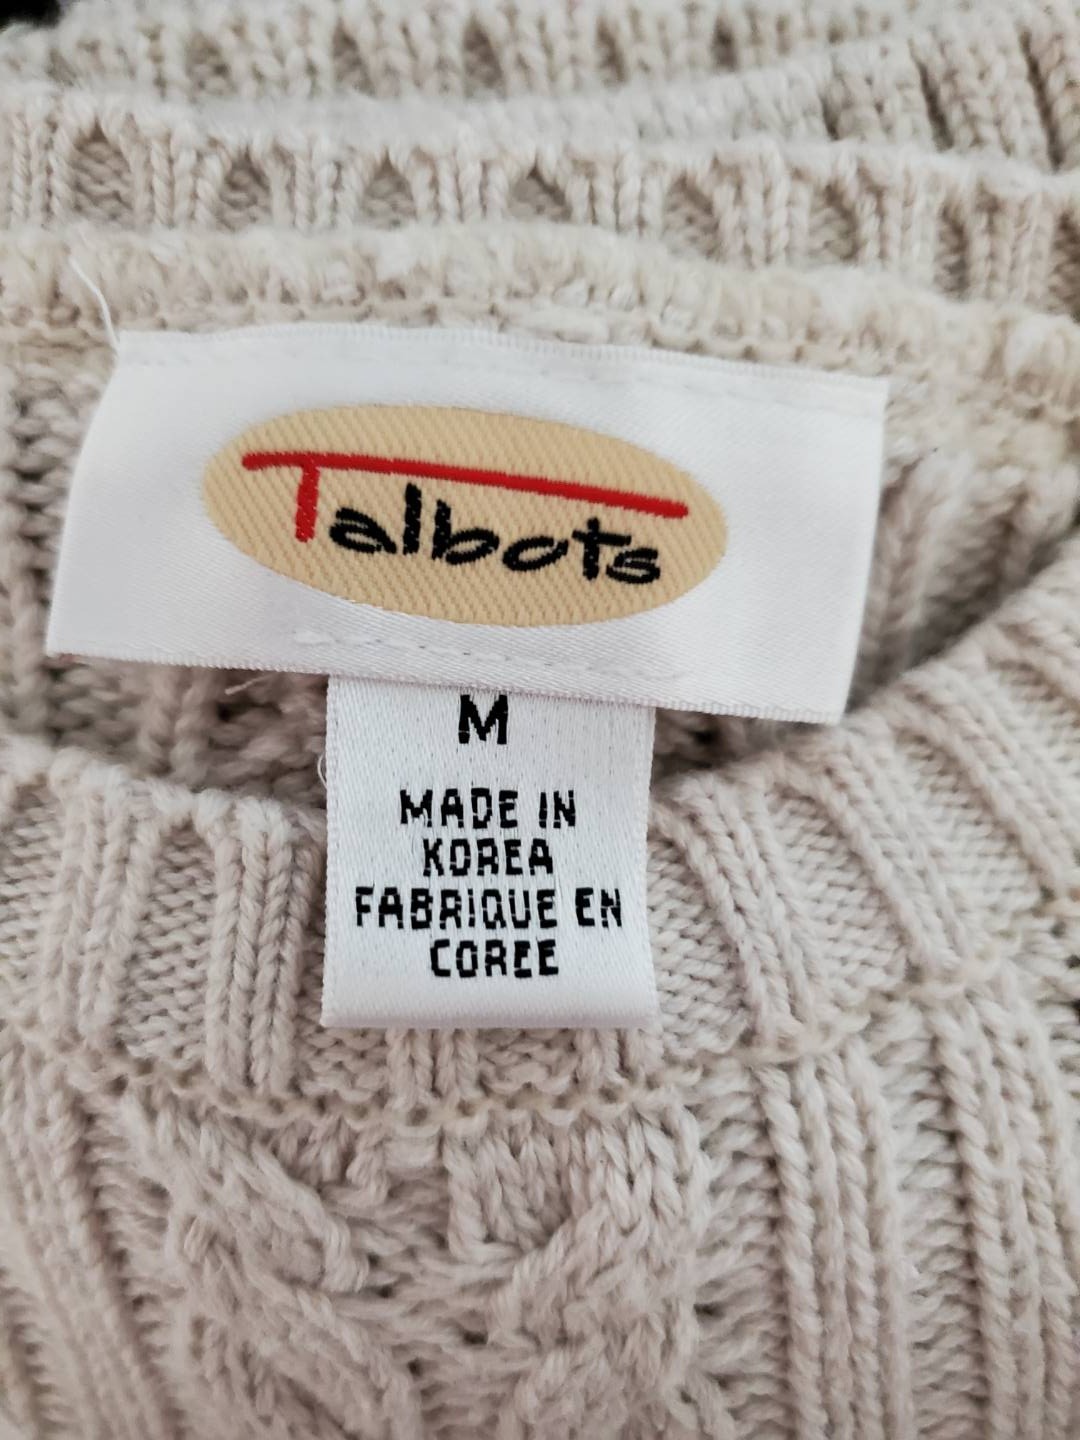 Talbots
M
MADE IN
KOREA
FABRIQUE EN
COREE